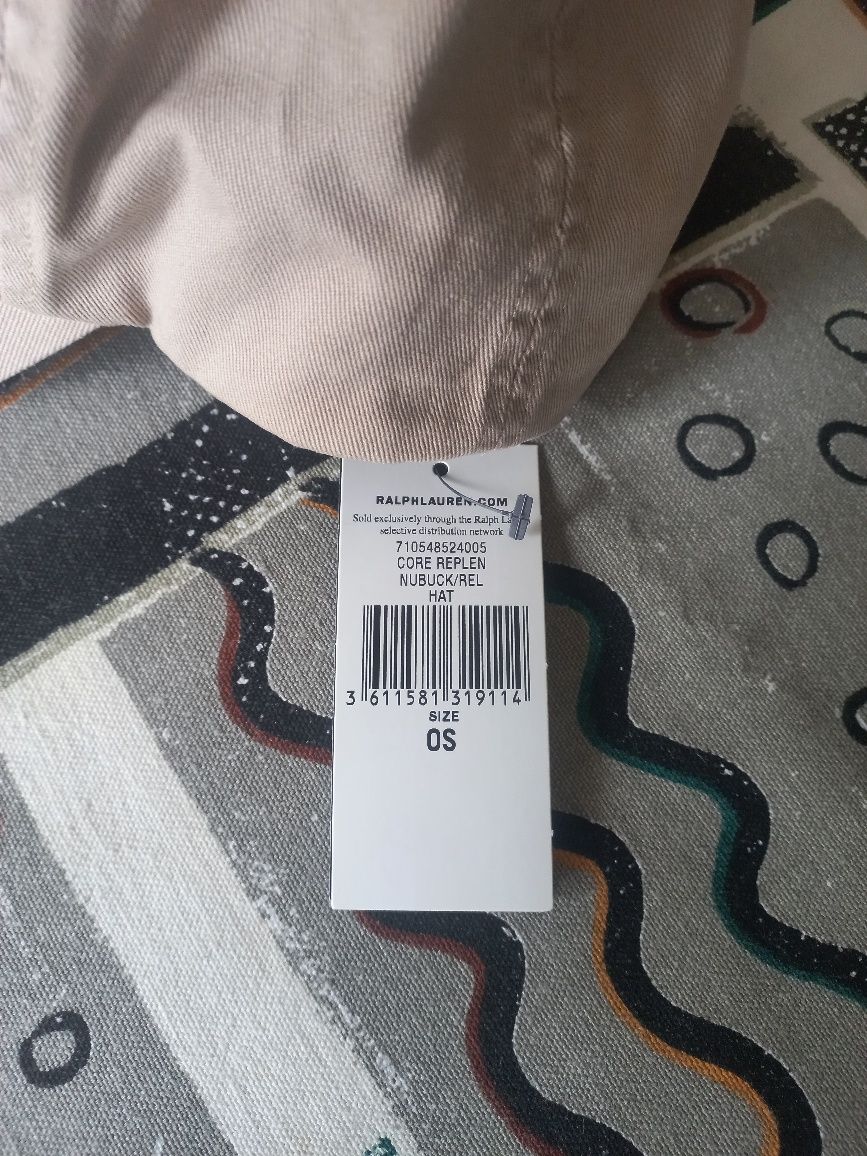 RALPHLAUREN.COM
Sold exclusively through the Ralph
selective distribution network
710548524005
CORE REPLEN
NUBUCK/REL
HAT
3 611581 319114
SIZE
OS